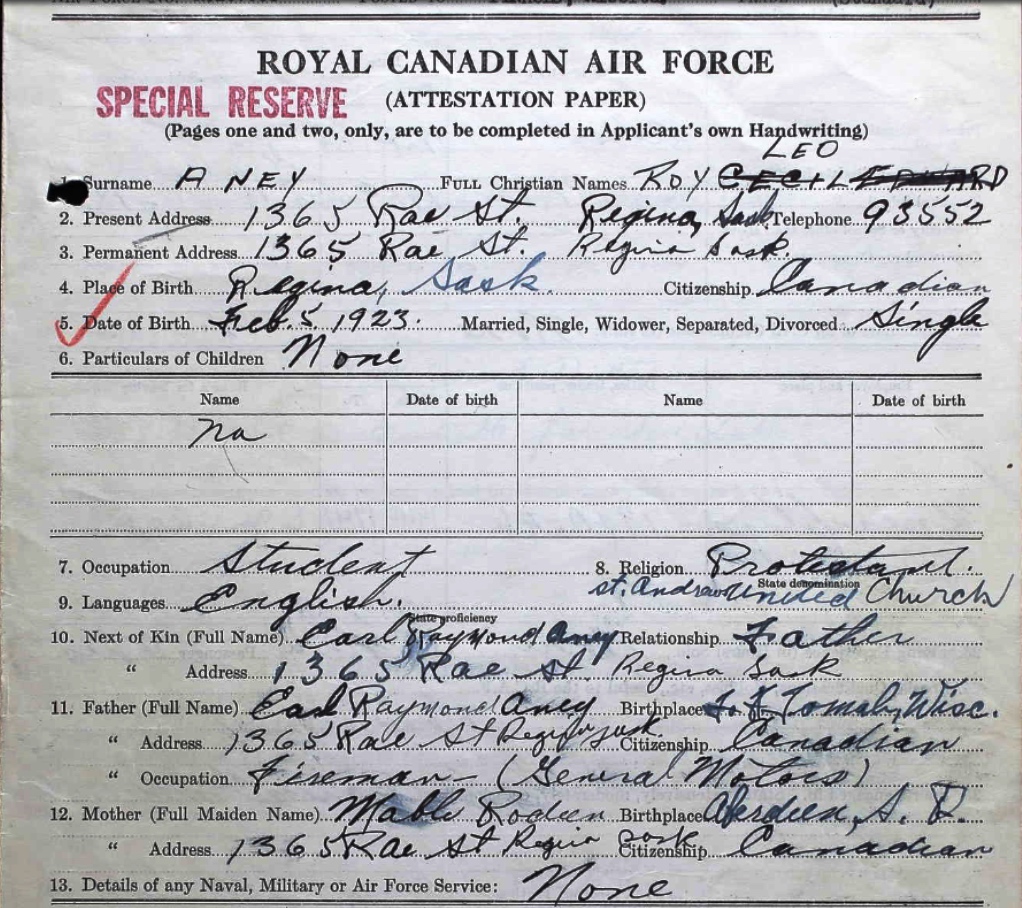 ROYAL CANADIAN AIR FORCE
SPECIAL RESERVE (ATTESTATION PAPER)
(Pages one and two, only, are to be completed in Applicant's own Handwriting)
LEO
Surname ANEY FULL Christian Names ROY CECIL EDWARD
2. Present Address 1365 Rae St. Regina, Sask. Telephone 93552
3. Permanent Address 1365 Rae St. Regina Sask.
4. Place of Birth Regina, Sask. Citizenship Canadian
5. Date of Birth Feb. 5, 1923. Married, Single, Widower, Separated, Divorced Single
6. Particulars of Children None
Name Date of birth Name Date of birth
na
7. Occupation Student 8. Religion Protestant.
State denomination
9. Languages English. St. Andrews United Church
State proficiency
10. Next of Kin (Full Name) Earl Raymond Aney Relationship Father
" Address 1365 Rae St. Regina Sask
11. Father (Full Name) Earl Raymond Aney Birthplace Tomah, Wisc.
" Address 1365 Rae St Regina Sask. Citizenship Canadian
" Occupation Fireman - (General Motors)
12. Mother (Full Maiden Name) Mable Rodeen Birthplace Aberdeen, S. D.
" Address 1365 Rae St Regina Sask Citizenship Canadian
13. Details of any Naval, Military or Air Force Service: None